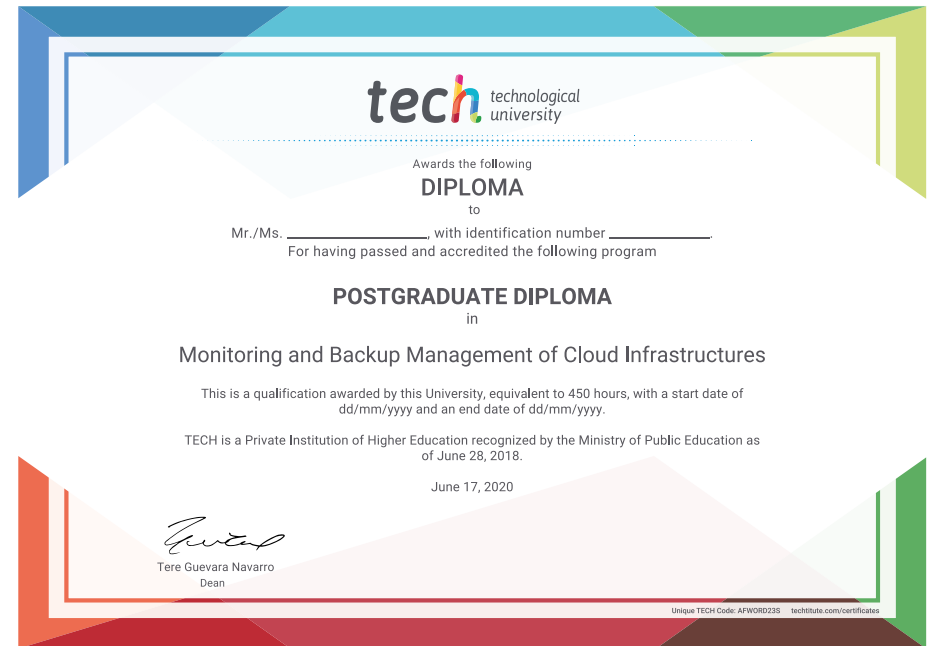 tech technological
university
Awards the following
DIPLOMA
to
Mr./Ms. ____________________, with identification number ______________.
For having passed and accredited the following program
POSTGRADUATE DIPLOMA
in
Monitoring and Backup Management of Cloud Infrastructures
This is a qualification awarded by this University, equivalent to 450 hours, with a start date of
dd/mm/yyyy and an end date of dd/mm/yyyy.
TECH is a Private Institution of Higher Education recognized by the Ministry of Public Education as
of June 28, 2018.
June 17, 2020
Tere Guevara Navarro
Dean
Unique TECH Code: AFWORD23S techtitute.com/certificates